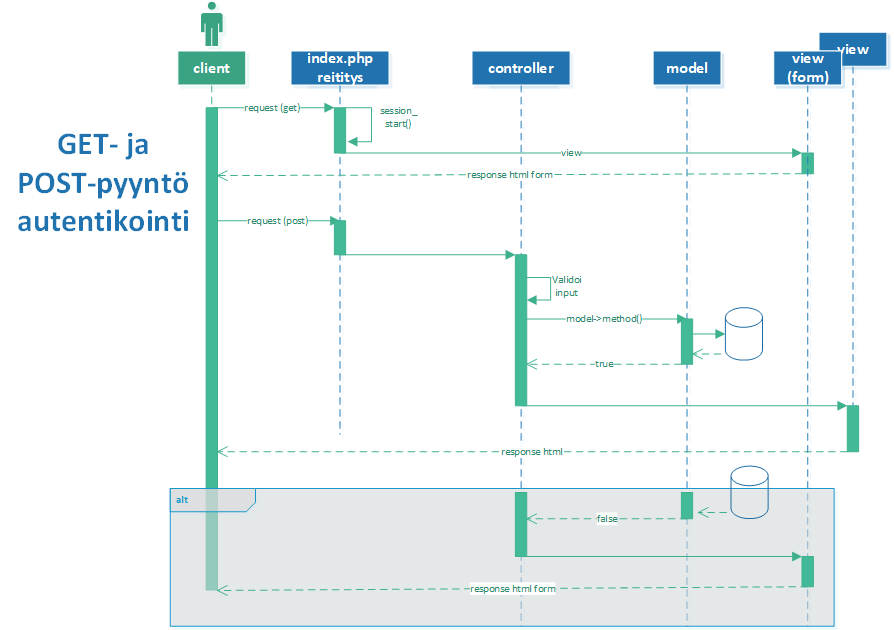 client
index.php
reititys
controller
model
view
(form)
view
GET- ja
POST-pyyntö
autentikointi
request (get)
session_
start()
view
response html form
request (post)
Validoi
input
model->method()
true
response html
alt
false
response html form